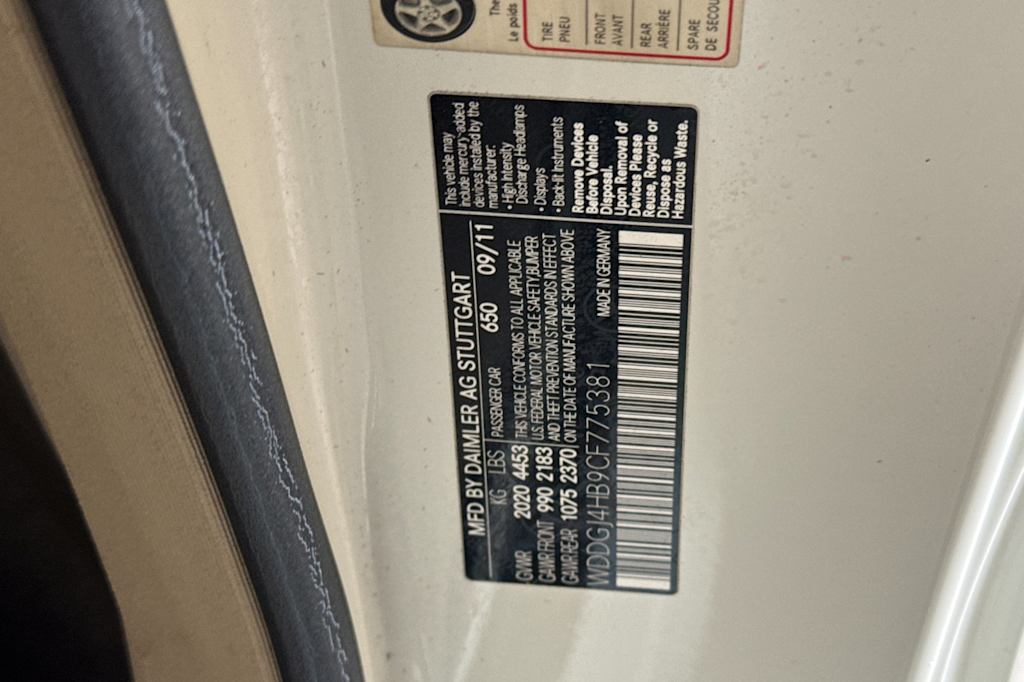 The
Le poids
TIRE
PNEU
FRONT
AVANT
REAR
ARRIÈRE
SPARE
DE SECOU
MFD BY DAIMLER AG STUTTGART
KG LBS PASSENGER CAR 650 09/11
GVWR 2020 4453 THIS VEHICLE CONFORMS TO ALL APPLICABLE
GAWR FRONT 990 2183 U.S. FEDERAL MOTOR VEHICLE SAFETY, BUMPER
AND THEFT PREVENTION STANDARDS IN EFFECT
GAWR REAR 1075 2370 ON THE DATE OF MANUFACTURE SHOWN ABOVE
WDDGJ4HB9CF775381 MADE IN GERMANY
This vehicle may
include mercury-added
devices installed by the
manufacturer:
• High Intensity
Discharge Headlamps
• Displays
• Back-lit Instruments
Remove Devices
Before Vehicle
Disposal.
Upon Removal of
Devices Please
Reuse, Recycle or
Dispose as
Hazardous Waste.